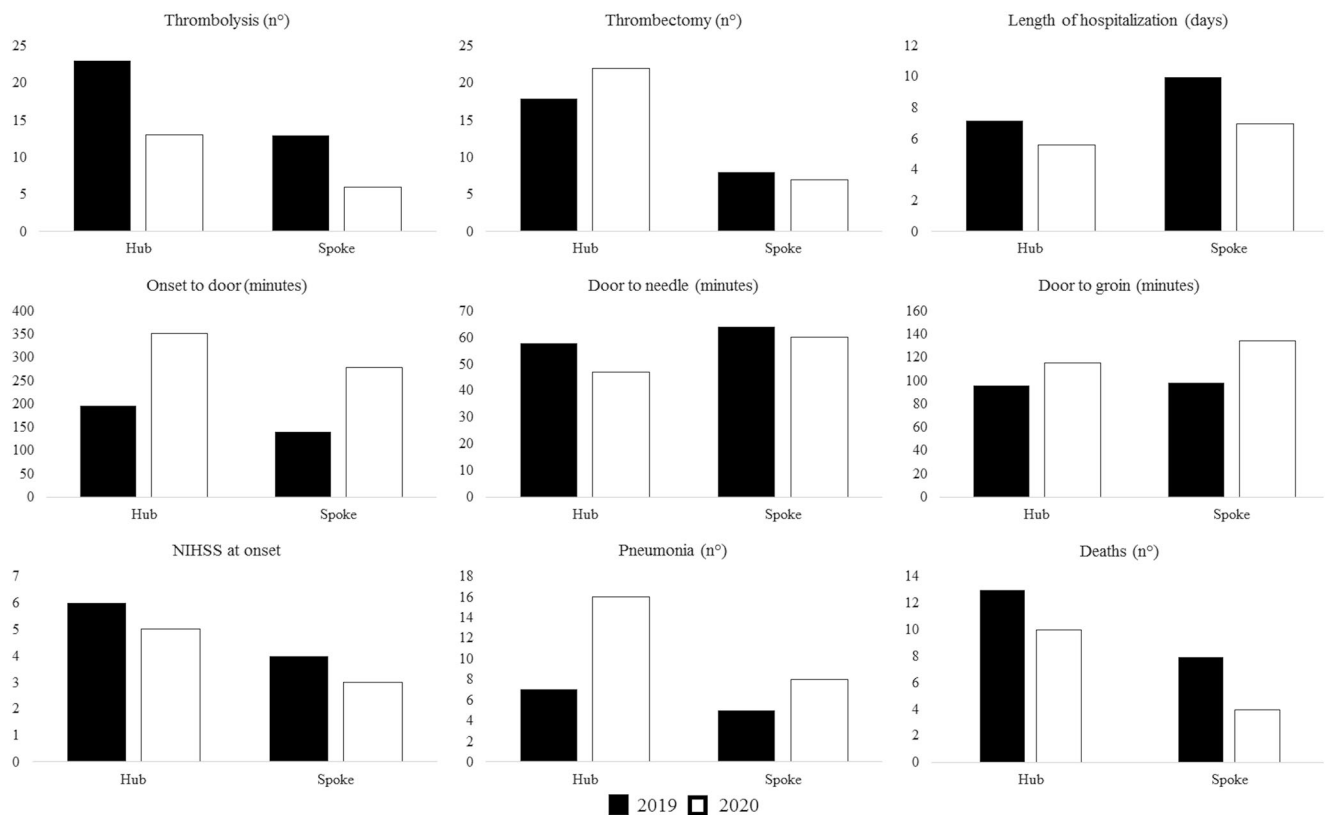 Thrombolysis (n°)
25
20
15
10
5
0
Hub
Spoke
Thrombectomy (n°)
25
20
15
10
5
0
Hub
Spoke
Length of hospitalization (days)
12
10
8
6
4
2
0
Hub
Spoke
Onset to door (minutes)
400
350
300
250
200
150
100
50
0
Hub
Spoke
Door to needle (minutes)
70
60
50
40
30
20
10
0
Hub
Spoke
Door to groin (minutes)
160
140
120
100
80
60
40
20
0
Hub
Spoke
NIHSS at onset
7
6
5
4
3
2
1
0
Hub
Spoke
Pneumonia (n°)
18
16
14
12
10
8
6
4
2
0
Hub
Spoke
Deaths (n°)
14
12
10
8
6
4
2
0
Hub
Spoke
2019 2020